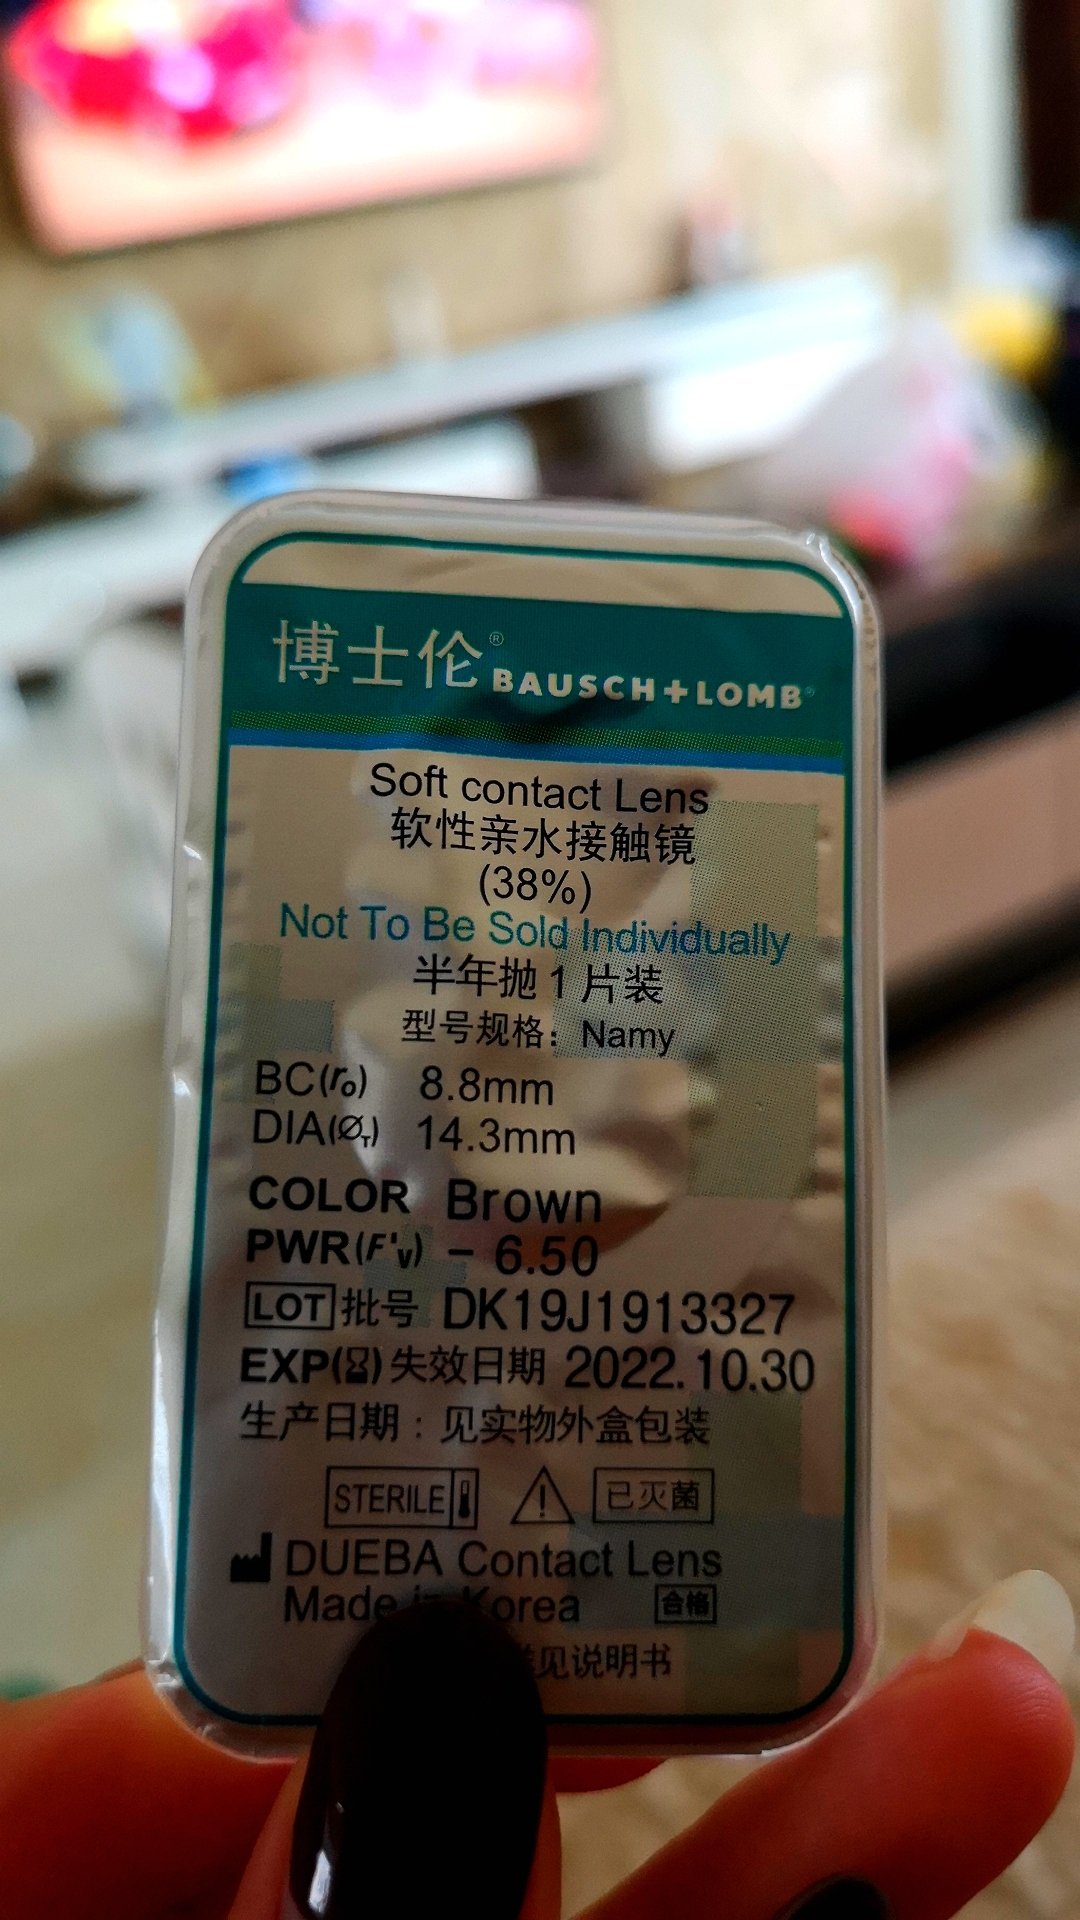 博士伦® BAUSCH+LOMB
Soft contact Lens
软性亲水接触镜
(38%)
Not To Be Sold Individually
半年抛 1 片装
型号规格：Namy
BC(r₀) 8.8mm
DIA(Ø𝖳) 14.3mm
COLOR Brown
PWR(F'ᵥ) – 6.50
LOT 批号 DK19J1913327
EXP(⌛) 失效日期 2022.10.30
生产日期：见实物外盒包装
STERILE 已灭菌
DUEBA Contact Lens
Made in Korea 合格
见说明书